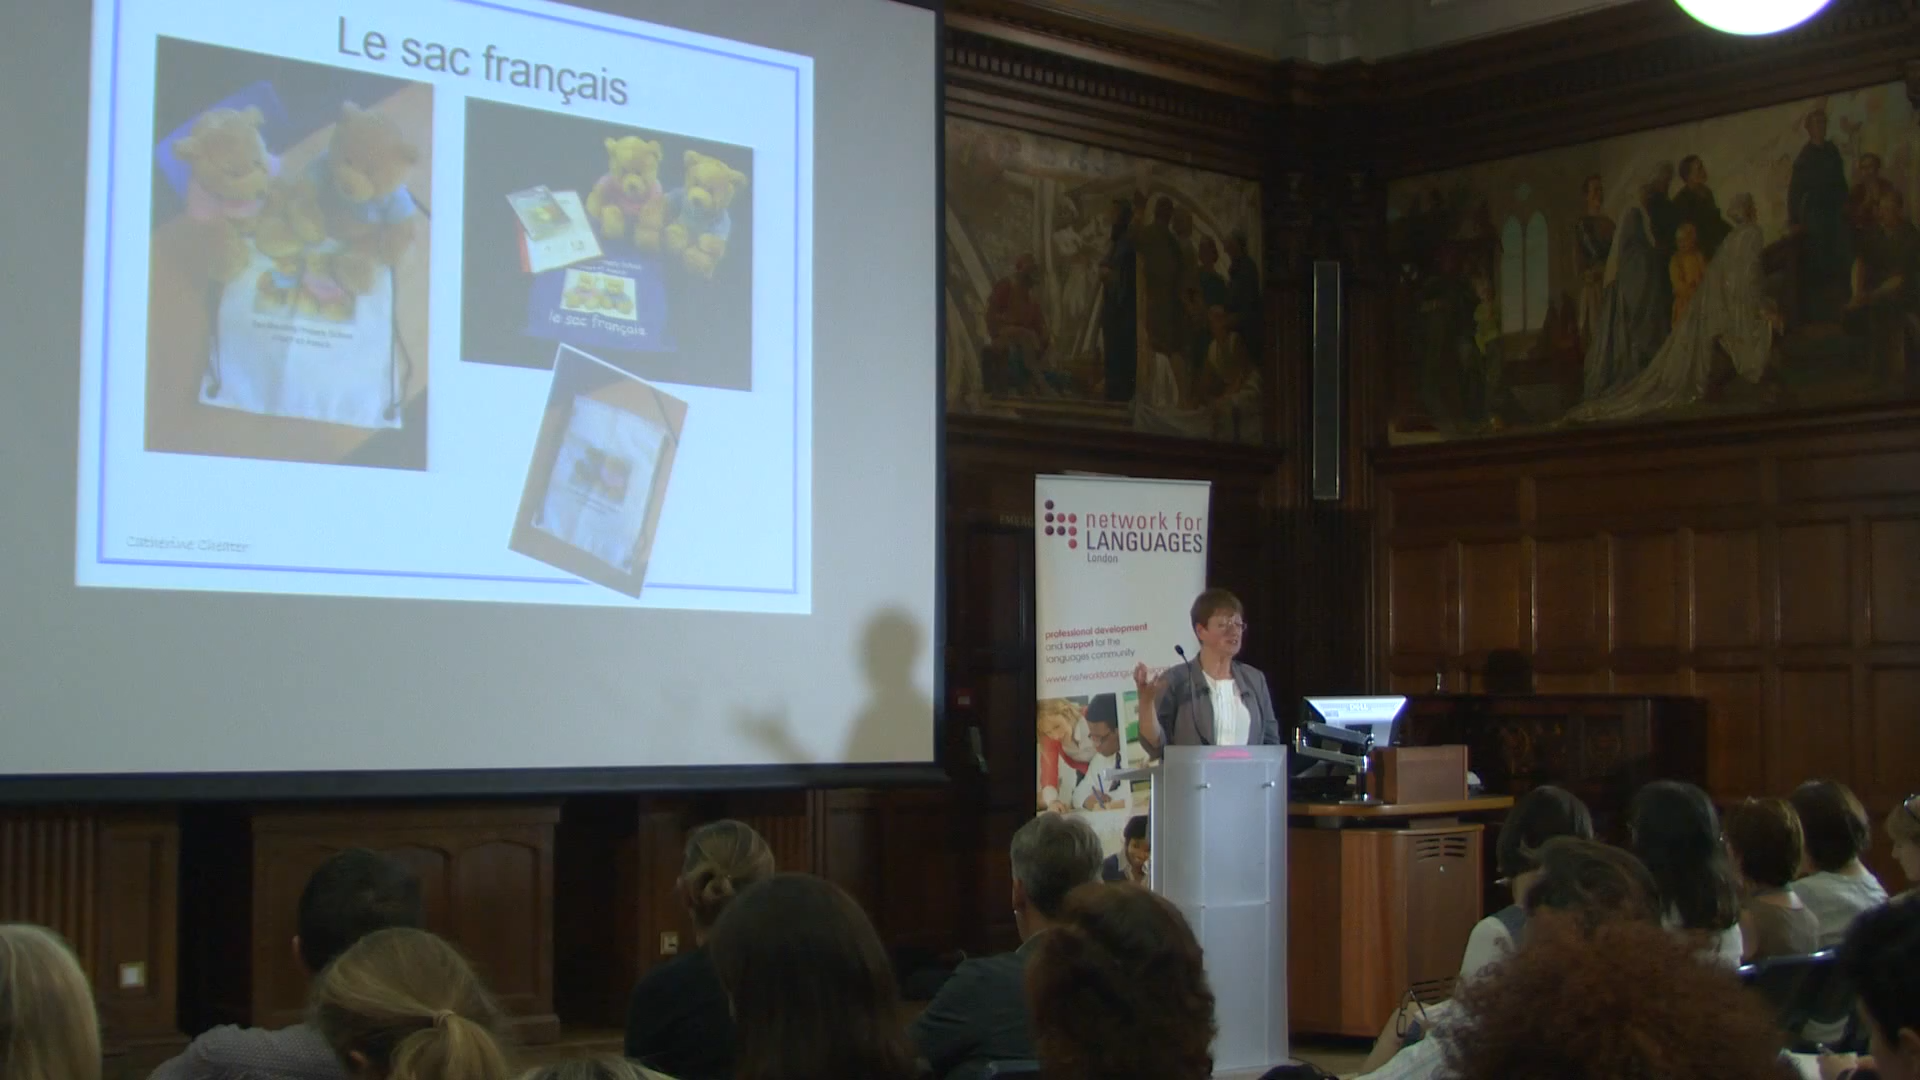 Le sac français
le sac français.
Catherine Cheater
network for
LANGUAGES
London
professional development
and support for the
languages community
DELL